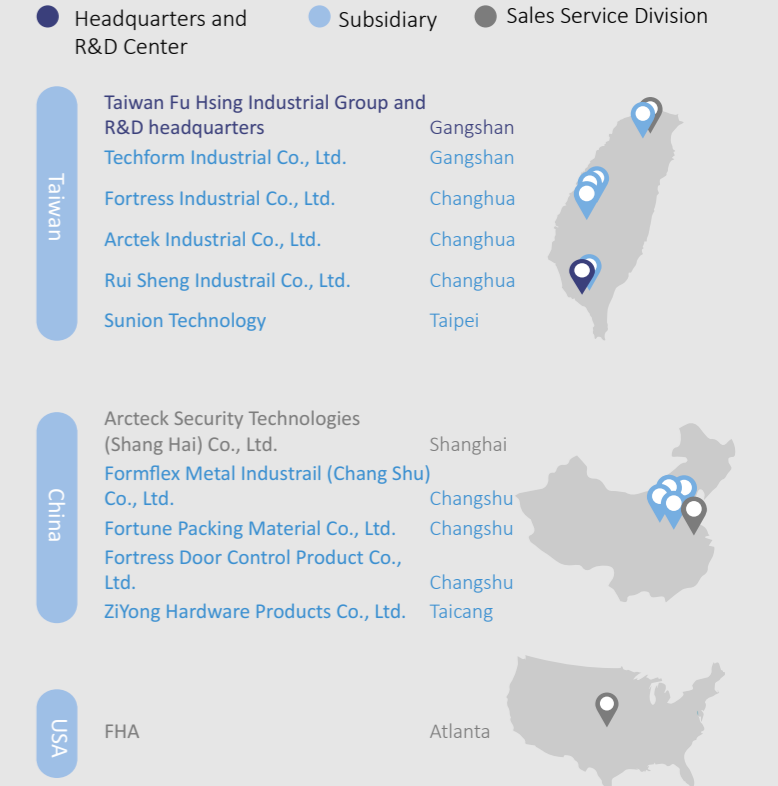 Headquarters and
R&D Center
Subsidiary
Sales Service Division
Taiwan
Taiwan Fu Hsing Industrial Group and
R&D headquarters Gangshan
Techform Industrial Co., Ltd. Gangshan
Fortress Industrial Co., Ltd. Changhua
Arctek Industrial Co., Ltd. Changhua
Rui Sheng Industrail Co., Ltd. Changhua
Sunion Technology Taipei
China
Arcteck Security Technologies
(Shang Hai) Co., Ltd. Shanghai
Formflex Metal Industrail (Chang Shu)
Co., Ltd. Changshu
Fortune Packing Material Co., Ltd. Changshu
Fortress Door Control Product Co.,
Ltd. Changshu
ZiYong Hardware Products Co., Ltd. Taicang
USA
FHA Atlanta